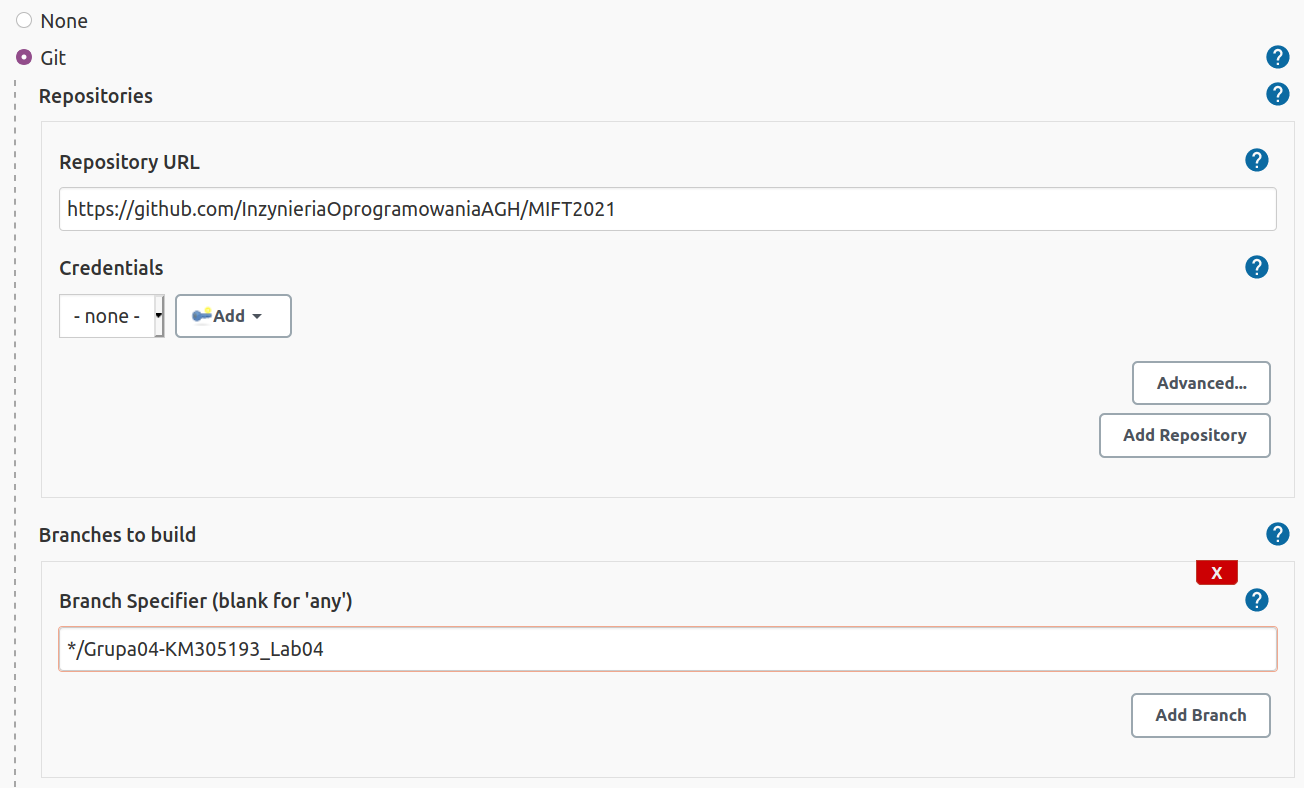 None
Git
?
Repositories
?
Repository URL
?
https://github.com/InzynieriaOprogramowaniaAGH/MIFT2021
Credentials
?
- none -
Add
Advanced...
Add Repository
Branches to build
?
X
Branch Specifier (blank for 'any')
?
*/Grupa04-KM305193_Lab04
Add Branch